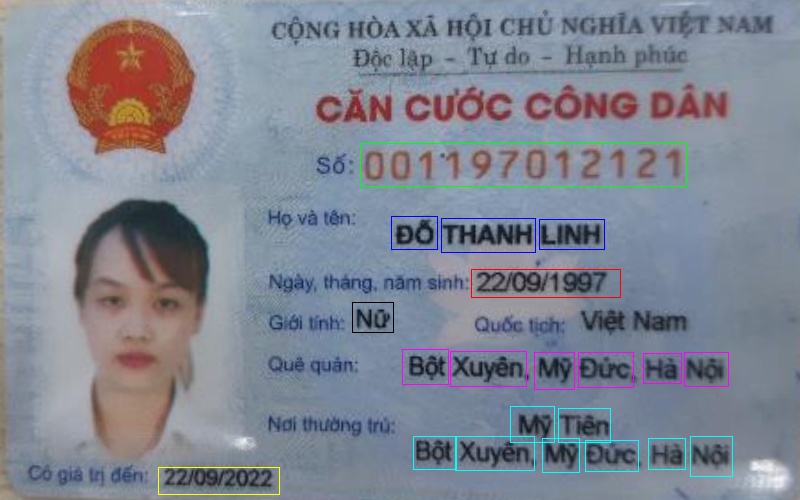 CỘNG HÒA XÃ HỘI CHỦ NGHĨA VIỆT NAM
Độc lập - Tự do - Hạnh phúc
CĂN CƯỚC CÔNG DÂN
Số: 001197012121
Họ và tên: ĐỖ THANH LINH
Ngày, tháng, năm sinh: 22/09/1997
Giới tính: Nữ Quốc tịch: Việt Nam
Quê quán: Bột Xuyên, Mỹ Đức, Hà Nội
Nơi thường trú: Mỹ Tiên
Bột Xuyên, Mỹ Đức, Hà Nội
Có giá trị đến: 22/09/2022